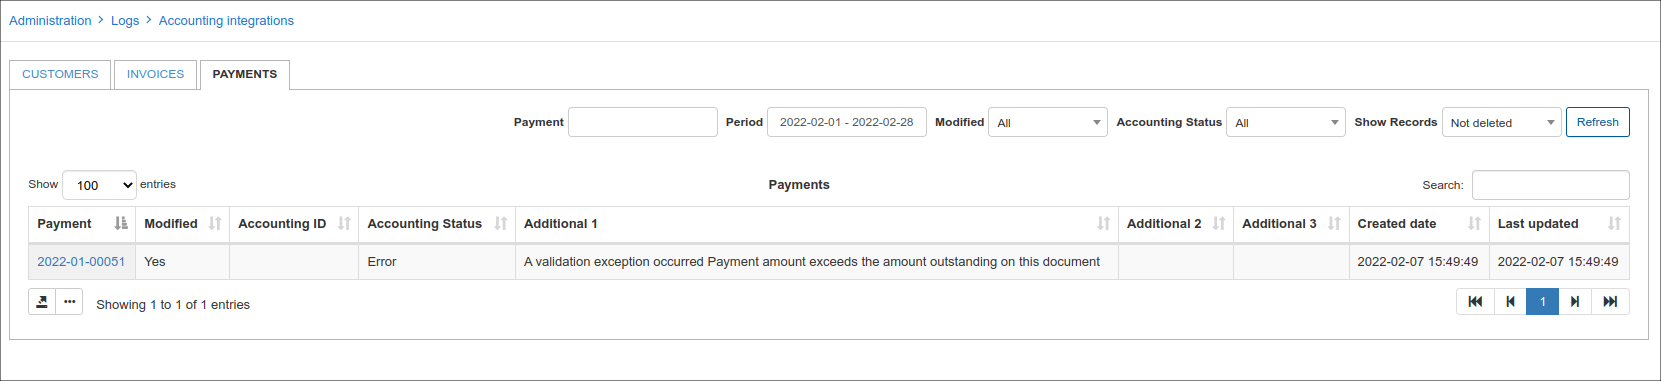 Administration > Logs > Accounting integrations
CUSTOMERS INVOICES PAYMENTS
Payment Period 2022-02-01 - 2022-02-28 Modified All Accounting Status All Show Records Not deleted Refresh
Show 100 entries Payments Search:
Payment Modified Accounting ID Accounting Status Additional 1 Additional 2 Additional 3 Created date Last updated
2022-01-00051 Yes Error A validation exception occurred Payment amount exceeds the amount outstanding on this document 2022-02-07 15:49:49 2022-02-07 15:49:49
Showing 1 to 1 of 1 entries 1